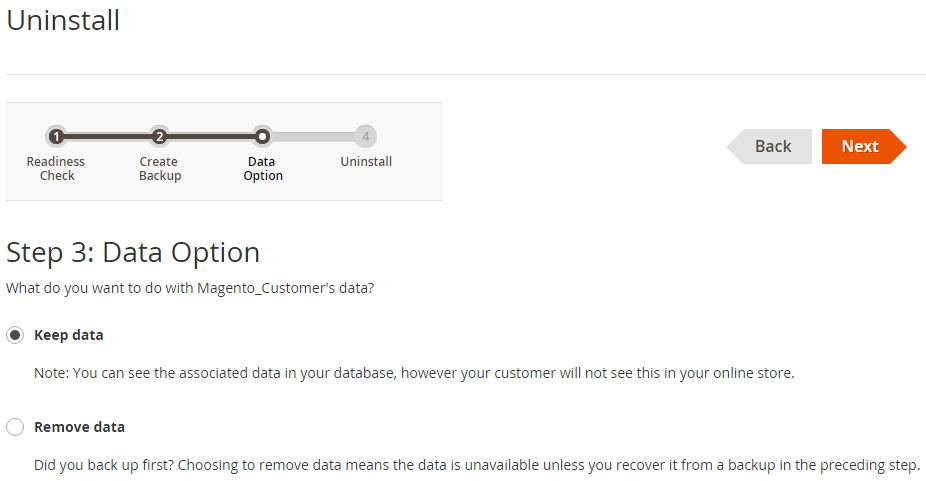 Uninstall
1 2 4
Readiness Check
Create Backup
Data Option
Uninstall
Back
Next
Step 3: Data Option
What do you want to do with Magento_Customer's data?
Keep data
Note: You can see the associated data in your database, however your customer will not see this in your online store.
Remove data
Did you back up first? Choosing to remove data means the data is unavailable unless you recover it from a backup in the preceding step.